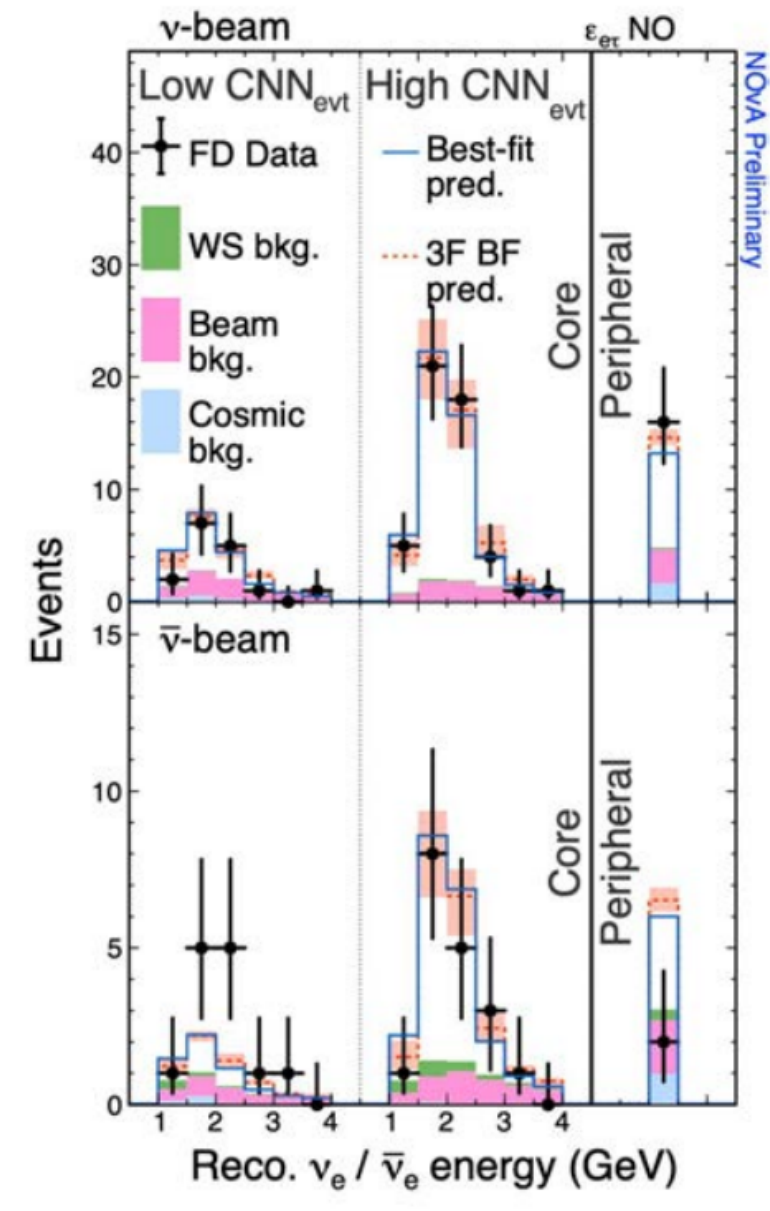 ν-beam
ε_eτ NO
NOνA Preliminary
Low CNN_evt
High CNN_evt
FD Data
WS bkg.
Beam
bkg.
Cosmic
bkg.
Best-fit
pred.
3F BF
pred.
Core
Peripheral
40
30
20
10
0
Events
ν̄-beam
Core
Peripheral
15
10
5
0
1 2 3 4 1 2 3 4
Reco. ν_e / ν̄_e energy (GeV)